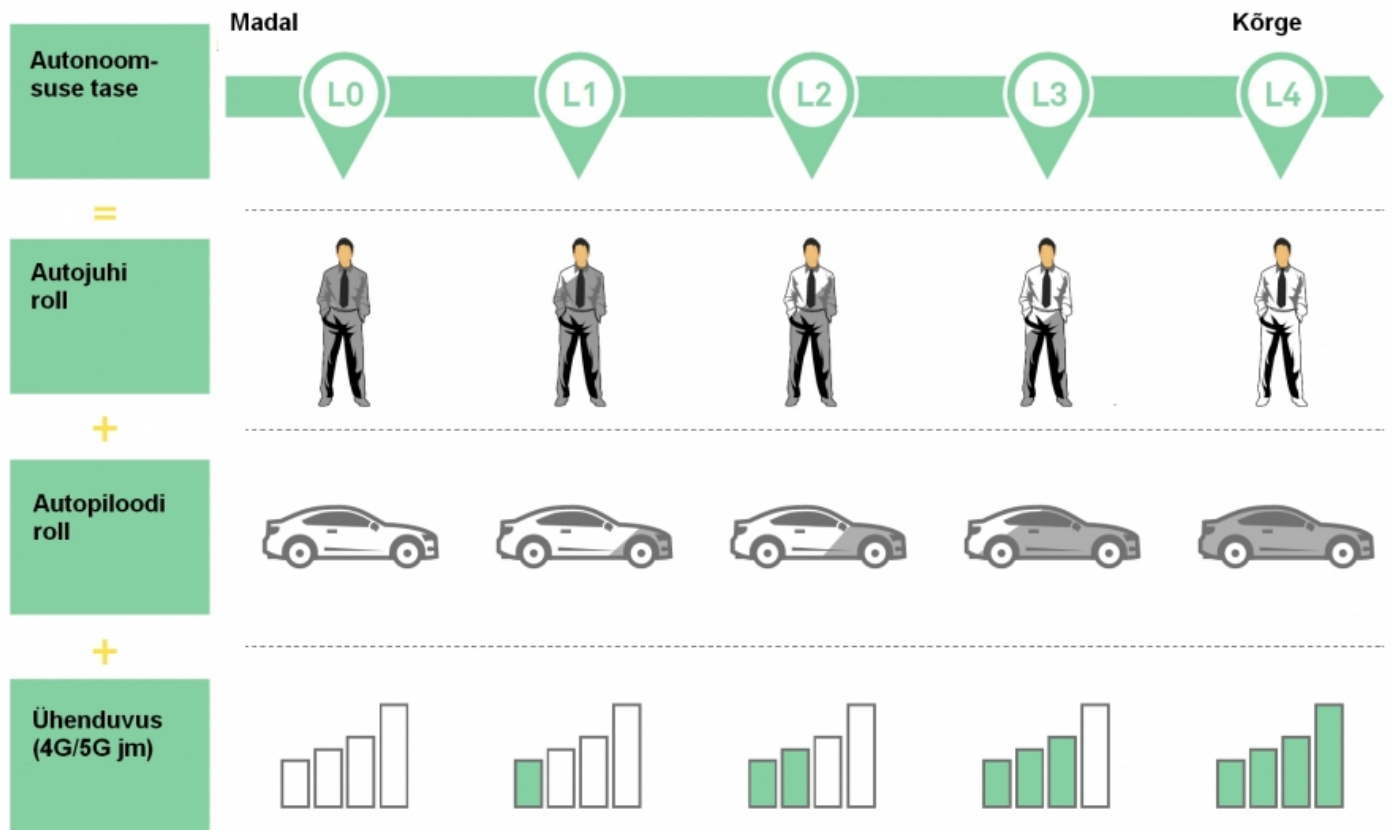 Madal
Kõrge
Autonoom-
suse tase
L0
L1
L2
L3
L4
=
Autojuhi
roll
+
Autopiloodi
roll
+
Ühenduvus
(4G/5G jm)